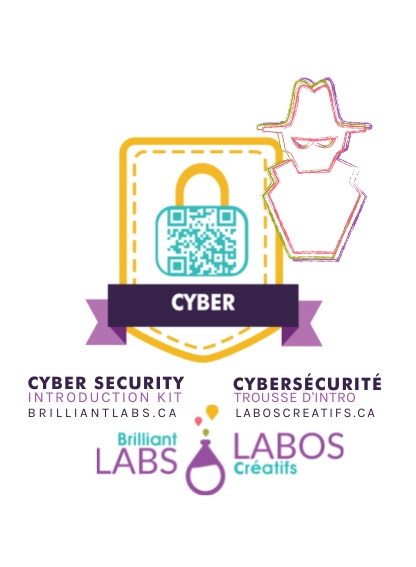 CYBER
CYBER SECURITY
INTRODUCTION KIT
BRILLIANTLABS.CA
CYBERSÉCURITÉ
TROUSSE D'INTRO
LABOSCREATIFS.CA
Brilliant
LABS
LABOS
Créatifs